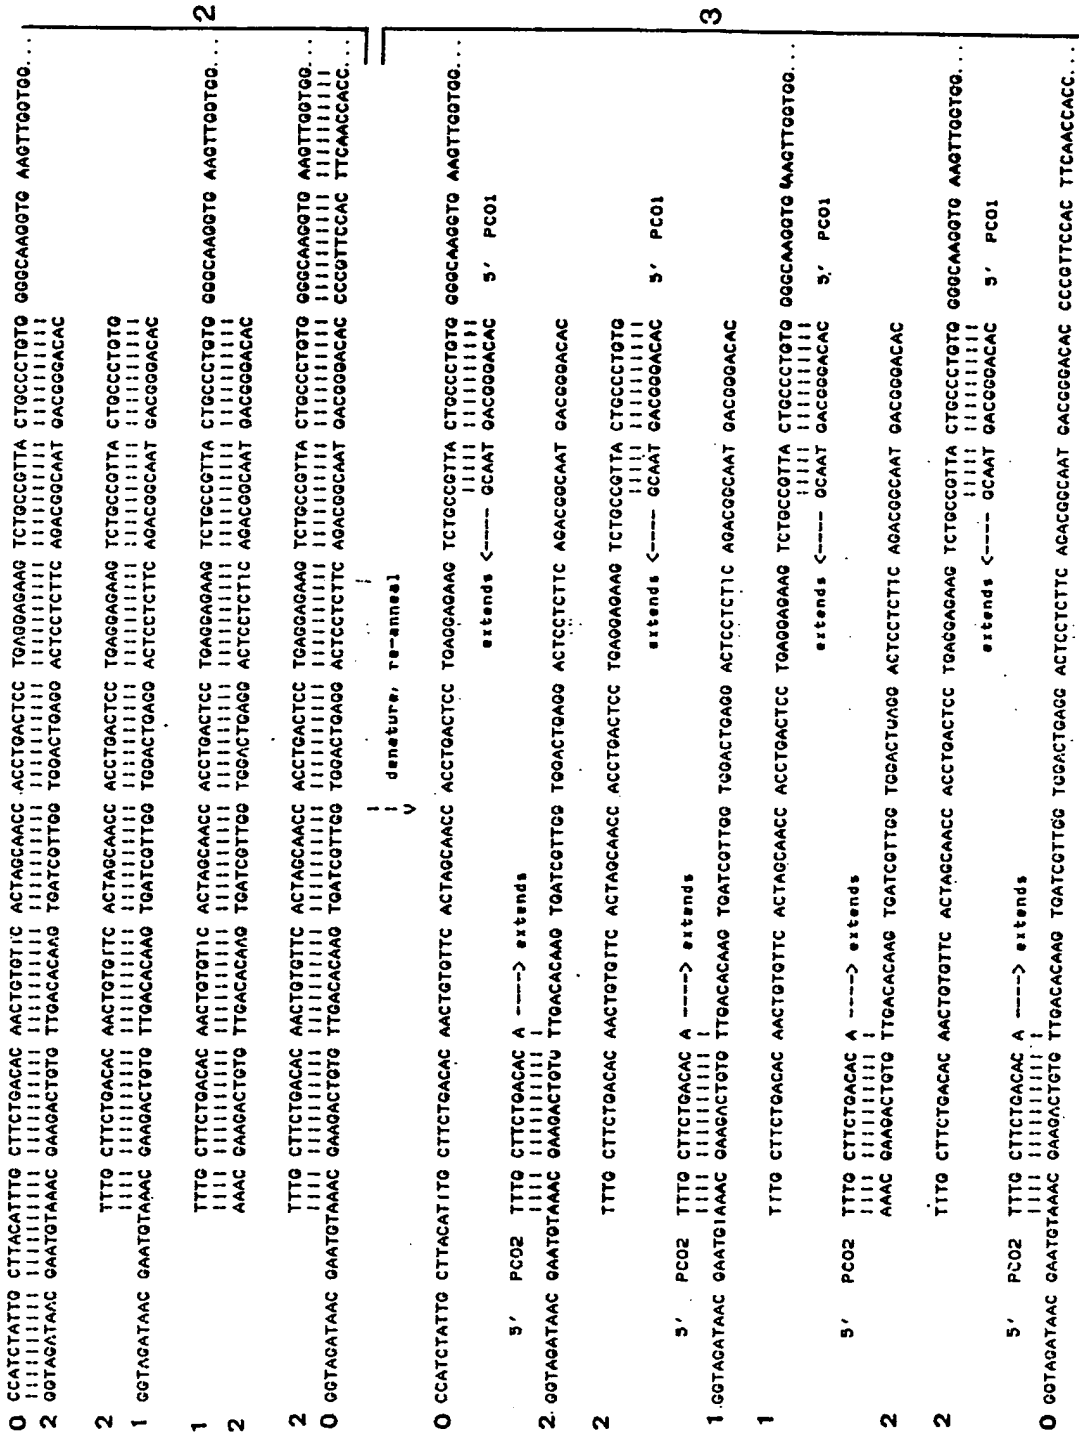 0 CCATCTATTG CTTACATTTG CTTCTGACAC AACTGTGTTC ACTAGCAACC ACCTGACTCC TGAGGAGAAG TCTGCCGTTA CTGCCCTGTG GGGCAAGGTG AAGTTGGTGG...
2 GGTAGATAAC GAATGTAAAC GAAGACTGTG TTGACACAAG TGATCGTTGG TGGACTGAGG ACTCCTCTTC AGACGGCAAT GACGGGACAC
2 TTTG CTTCTGACAC AACTGTGTTC ACTAGCAACC ACCTGACTCC TGAGGAGAAG TCTGCCGTTA CTGCCCTGTG
1 GGTAGATAAC GAATGTAAAC GAAGACTGTG TTGACACAAG TGATCGTTGG TGGACTGAGG ACTCCTCTTC AGACGGCAAT GACGGGACAC
1 TTTG CTTCTGACAC AACTGTGTTC ACTAGCAACC ACCTGACTCC TGAGGAGAAG TCTGCCGTTA CTGCCCTGTG GGGCAAGGTG AAGTTGGTGG...
2 AAAC GAAGACTGTG TTGACACAAG TGATCGTTGG TGGACTGAGG ACTCCTCTTC AGACGGCAAT GACGGGACAC
2 TTTG CTTCTGACAC AACTGTGTTC ACTAGCAACC ACCTGACTCC TGAGGAGAAG TCTGCCGTTA CTGCCCTGTG GGGCAAGGTG AAGTTGGTGG...
0 GGTAGATAAC GAATGTAAAC GAAGACTGTG TTGACACAAG TGATCGTTGG TGGACTGAGG ACTCCTCTTC AGACGGCAAT GACGGGACAC CCCGTTCCAC TTCAACCACC...
2
denature, re-anneal
0 CCATCTATTG CTTACATTTG CTTCTGACAC AACTGTGTTC ACTAGCAACC ACCTGACTCC TGAGGAGAAG TCTGCCGTTA CTGCCCTGTG GGGCAAGGTG AAGTTGGTGG...
extends <---- GCAAT GACGGGACAC 5' PC01
5' PC02 TTTG CTTCTGACAC A ----> extends
2 GGTAGATAAC GAATGTAAAC GAAGACTGTG TTGACACAAG TGATCGTTGG TGGACTGAGG ACTCCTCTTC AGACGGCAAT GACGGGACAC
2 TTTG CTTCTGACAC AACTGTGTTC ACTAGCAACC ACCTGACTCC TGAGGAGAAG TCTGCCGTTA CTGCCCTGTG
extends <---- GCAAT GACGGGACAC 5' PC01
5' PC02 TTTG CTTCTGACAC A ----> extends
1 GGTAGATAAC GAATGTAAAC GAAGACTGTG TTGACACAAG TGATCGTTGG TGGACTGAGG ACTCCTCTTC AGACGGCAAT GACGGGACAC
1 TTTG CTTCTGACAC AACTGTGTTC ACTAGCAACC ACCTGACTCC TGAGGAGAAG TCTGCCGTTA CTGCCCTGTG GGGCAAGGTG AAGTTGGTGG...
extends <---- GCAAT GACGGGACAC 5' PC01
5' PC02 TTTG CTTCTGACAC A ----> extends
2 AAAC GAAGACTGTG TTGACACAAG TGATCGTTGG TGGACTGAGG ACTCCTCTTC AGACGGCAAT GACGGGACAC
2 TTTG CTTCTGACAC AACTGTGTTC ACTAGCAACC ACCTGACTCC TGAGGAGAAG TCTGCCGTTA CTGCCCTGTG GGGCAAGGTG AAGTTGGTGG...
extends <---- GCAAT GACGGGACAC 5' PC01
5' PC02 TTTG CTTCTGACAC A ----> extends
0 GGTAGATAAC GAATGTAAAC GAAGACTGTG TTGACACAAG TGATCGTTGG TGGACTGAGG ACTCCTCTTC AGACGGCAAT GACGGGACAC CCCGTTCCAC TTCAACCACC...
3